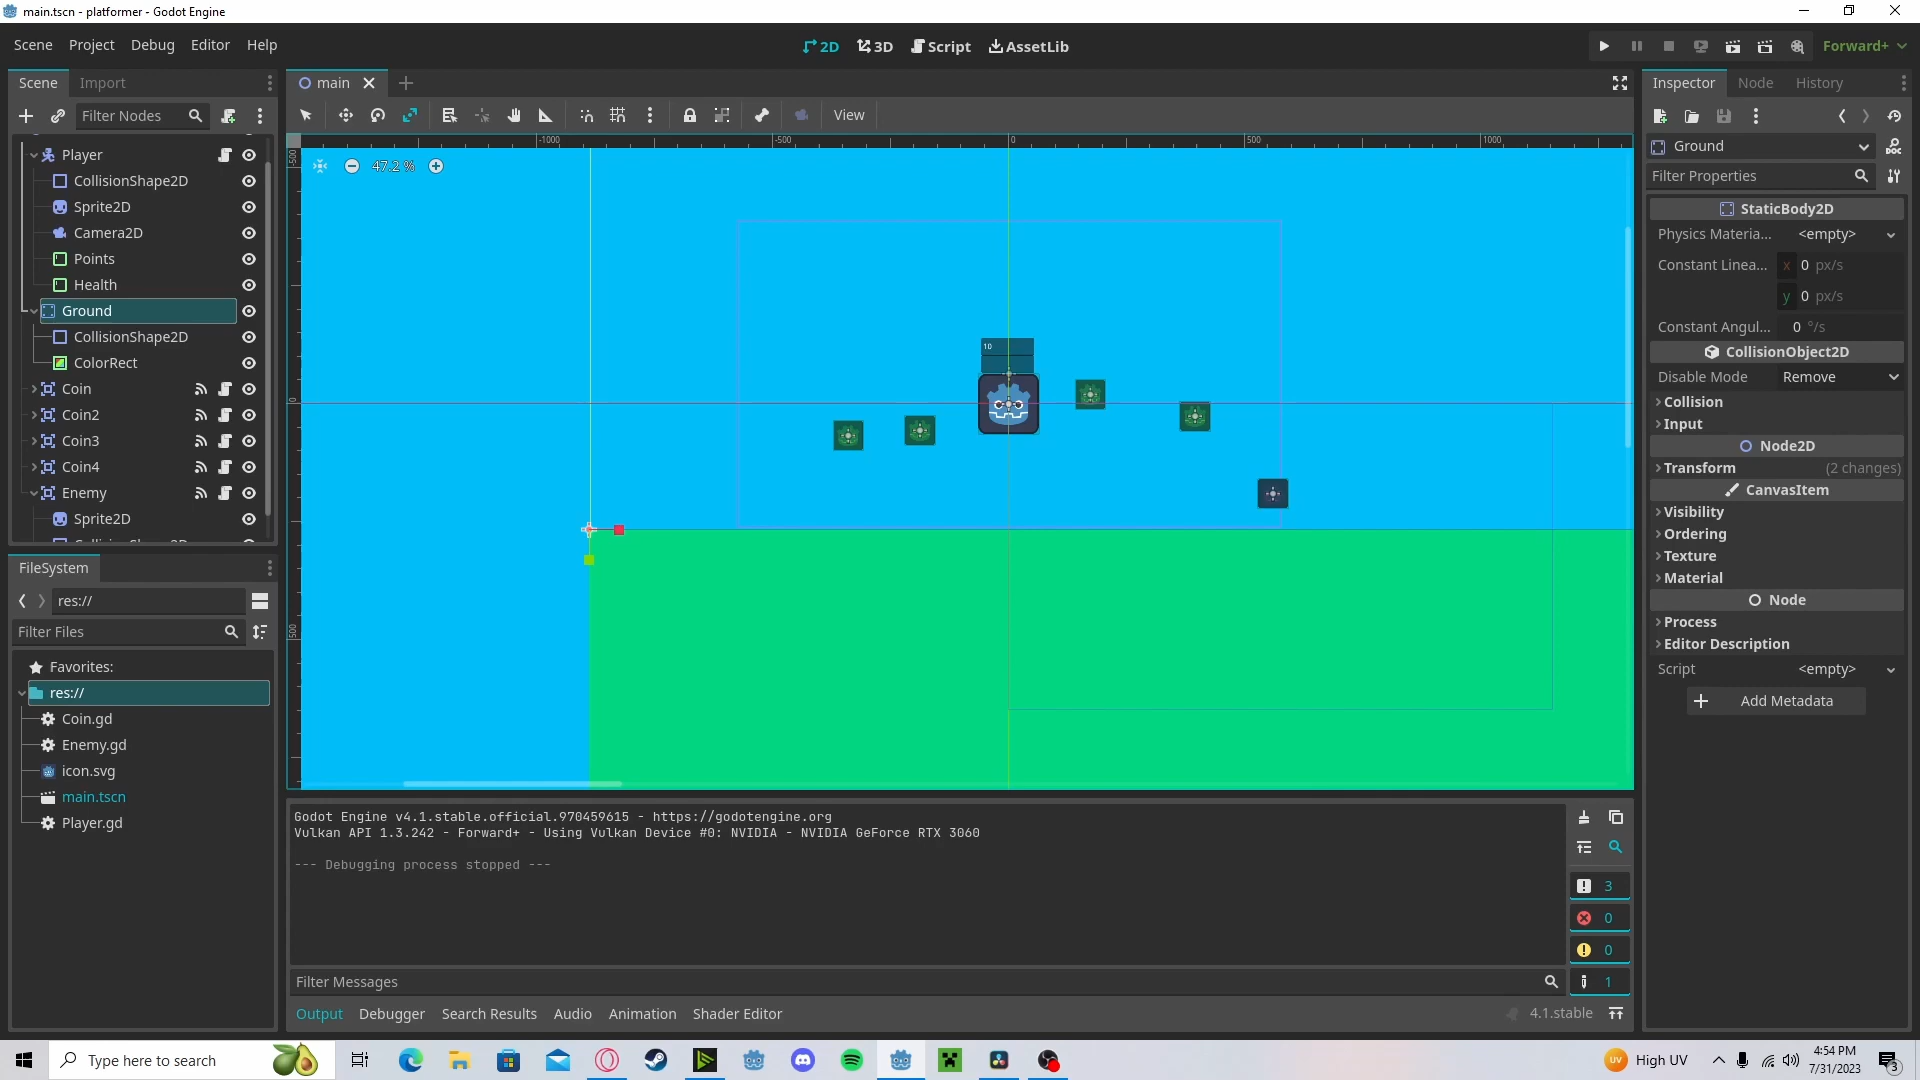 main.tscn - platformer - Godot Engine
Scene Project Debug Editor Help
2D 3D Script AssetLib
Forward+
Scene Import
main
Inspector Node History
Filter Nodes
View
Player
CollisionShape2D
Sprite2D
Camera2D
Points
Health
Ground
CollisionShape2D
ColorRect
Coin
Coin2
Coin3
Coin4
Enemy
Sprite2D
FileSystem
res://
Filter Files
Favorites:
res://
Coin.gd
Enemy.gd
icon.svg
main.tscn
Player.gd
-1000 -500 0 500 1000
-500
0
500
47.2 %
10
Godot Engine v4.1.stable.official.970459615 - https://godotengine.org
Vulkan API 1.3.242 - Forward+ - Using Vulkan Device #0: NVIDIA - NVIDIA GeForce RTX 3060
--- Debugging process stopped ---
3
0
0
1
Filter Messages
Output Debugger Search Results Audio Animation Shader Editor
4.1.stable
Ground
Filter Properties
StaticBody2D
Physics Materia... <empty>
Constant Linea... x 0 px/s
y 0 px/s
Constant Angul... 0 °/s
CollisionObject2D
Disable Mode Remove
Collision
Input
Node2D
Transform (2 changes)
CanvasItem
Visibility
Ordering
Texture
Material
Node
Process
Editor Description
Script <empty>
Add Metadata
Type here to search
UV High UV
4:54 PM
7/31/2023
3